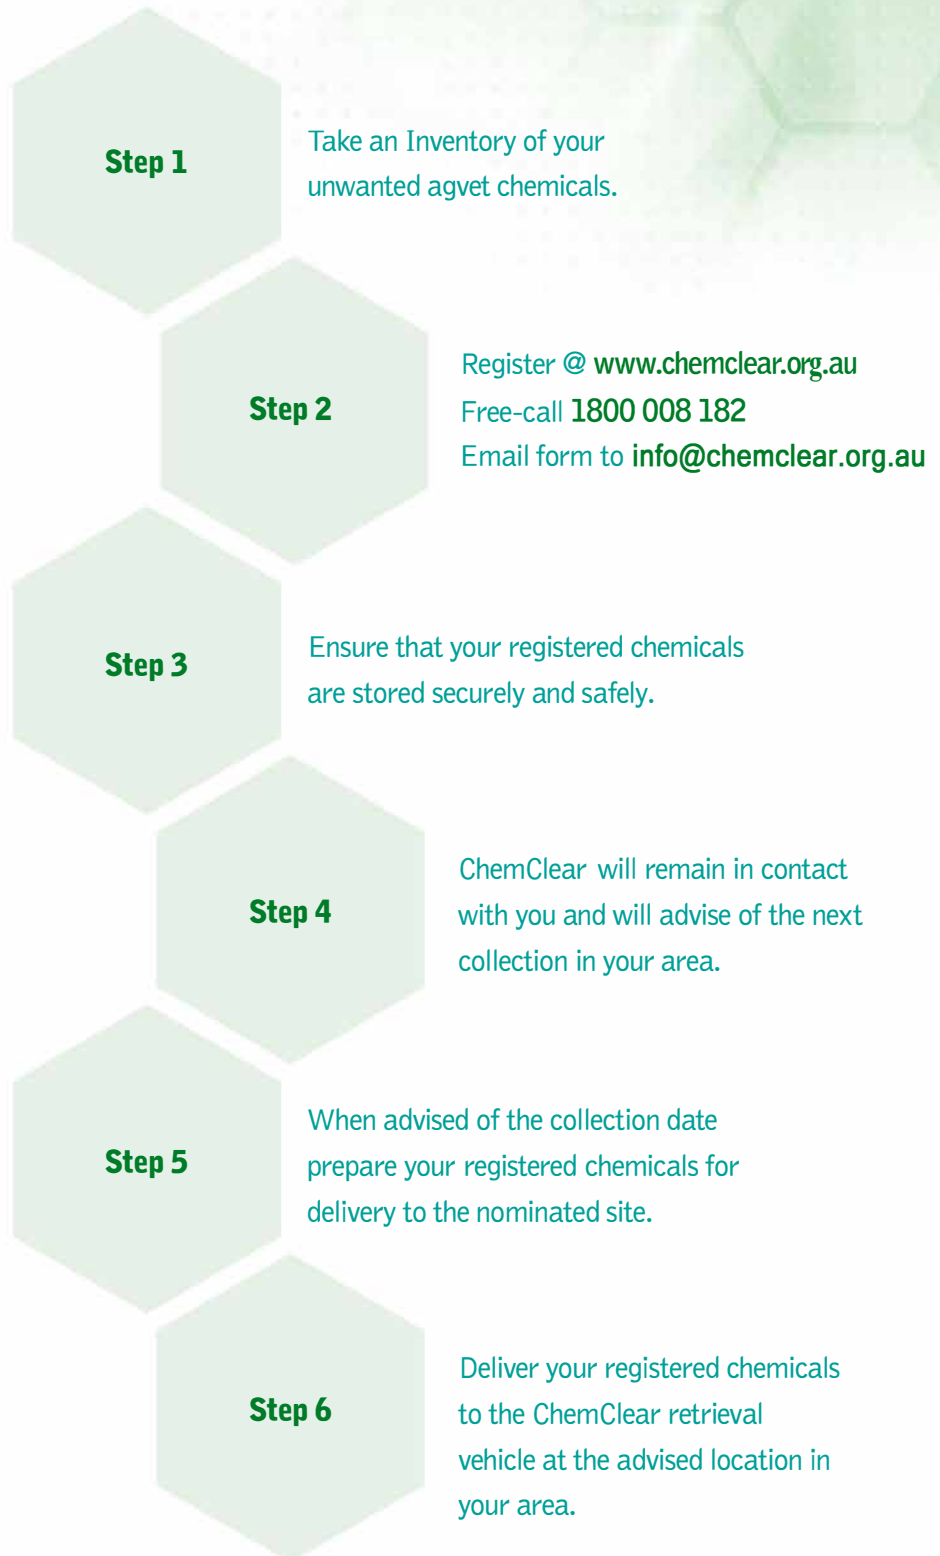 Step 1
Take an Inventory of your
unwanted agvet chemicals.
Step 2
Register @ www.chemclear.org.au
Free-call 1800 008 182
Email form to info@chemclear.org.au
Step 3
Ensure that your registered chemicals
are stored securely and safely.
Step 4
ChemClear will remain in contact
with you and will advise of the next
collection in your area.
Step 5
When advised of the collection date
prepare your registered chemicals for
delivery to the nominated site.
Step 6
Deliver your registered chemicals
to the ChemClear retrieval
vehicle at the advised location in
your area.